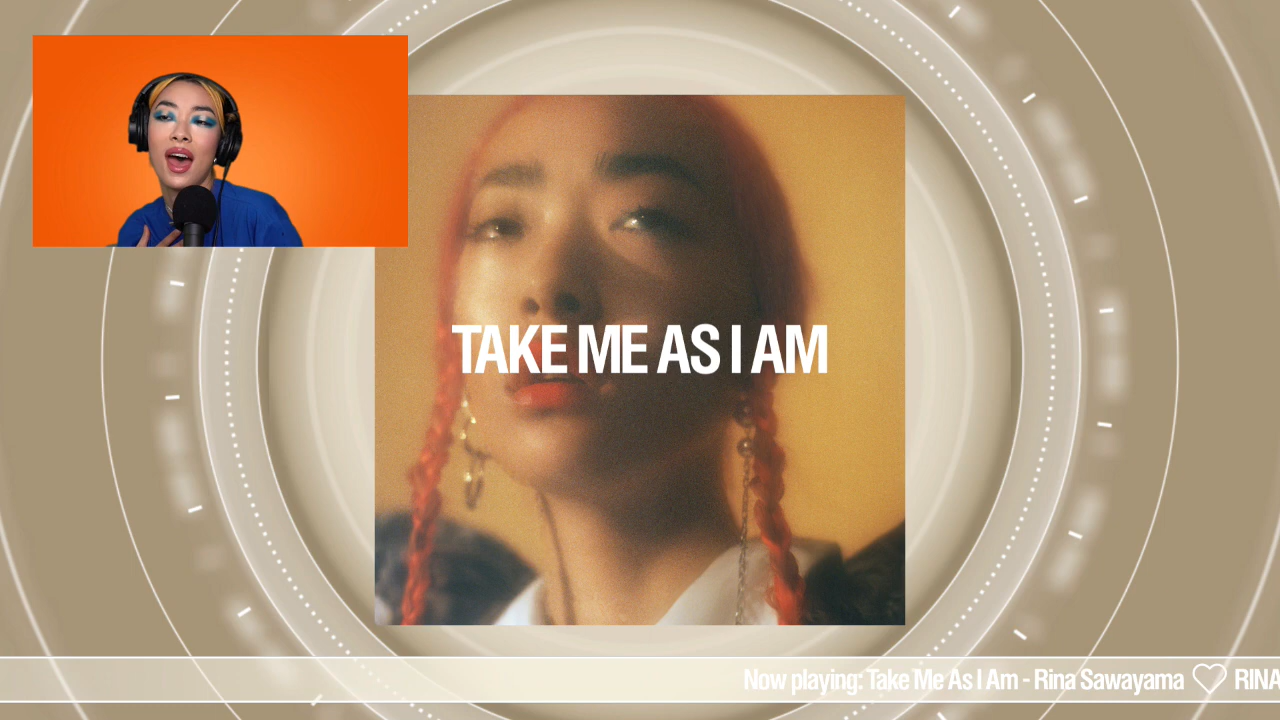 TAKE ME AS I AM
Now playing: Take Me As I Am - Rina Sawayama ♡ RINA